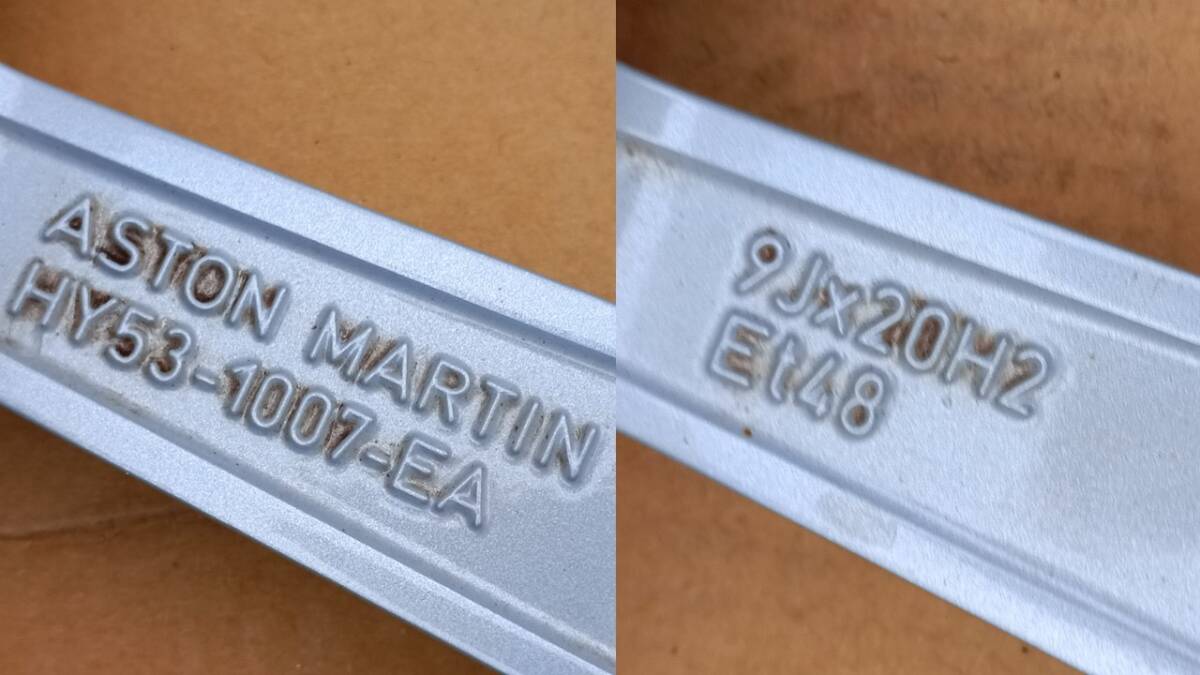 ASTON MARTIN
HY53-1007-EA
9Jx20H2
Et48